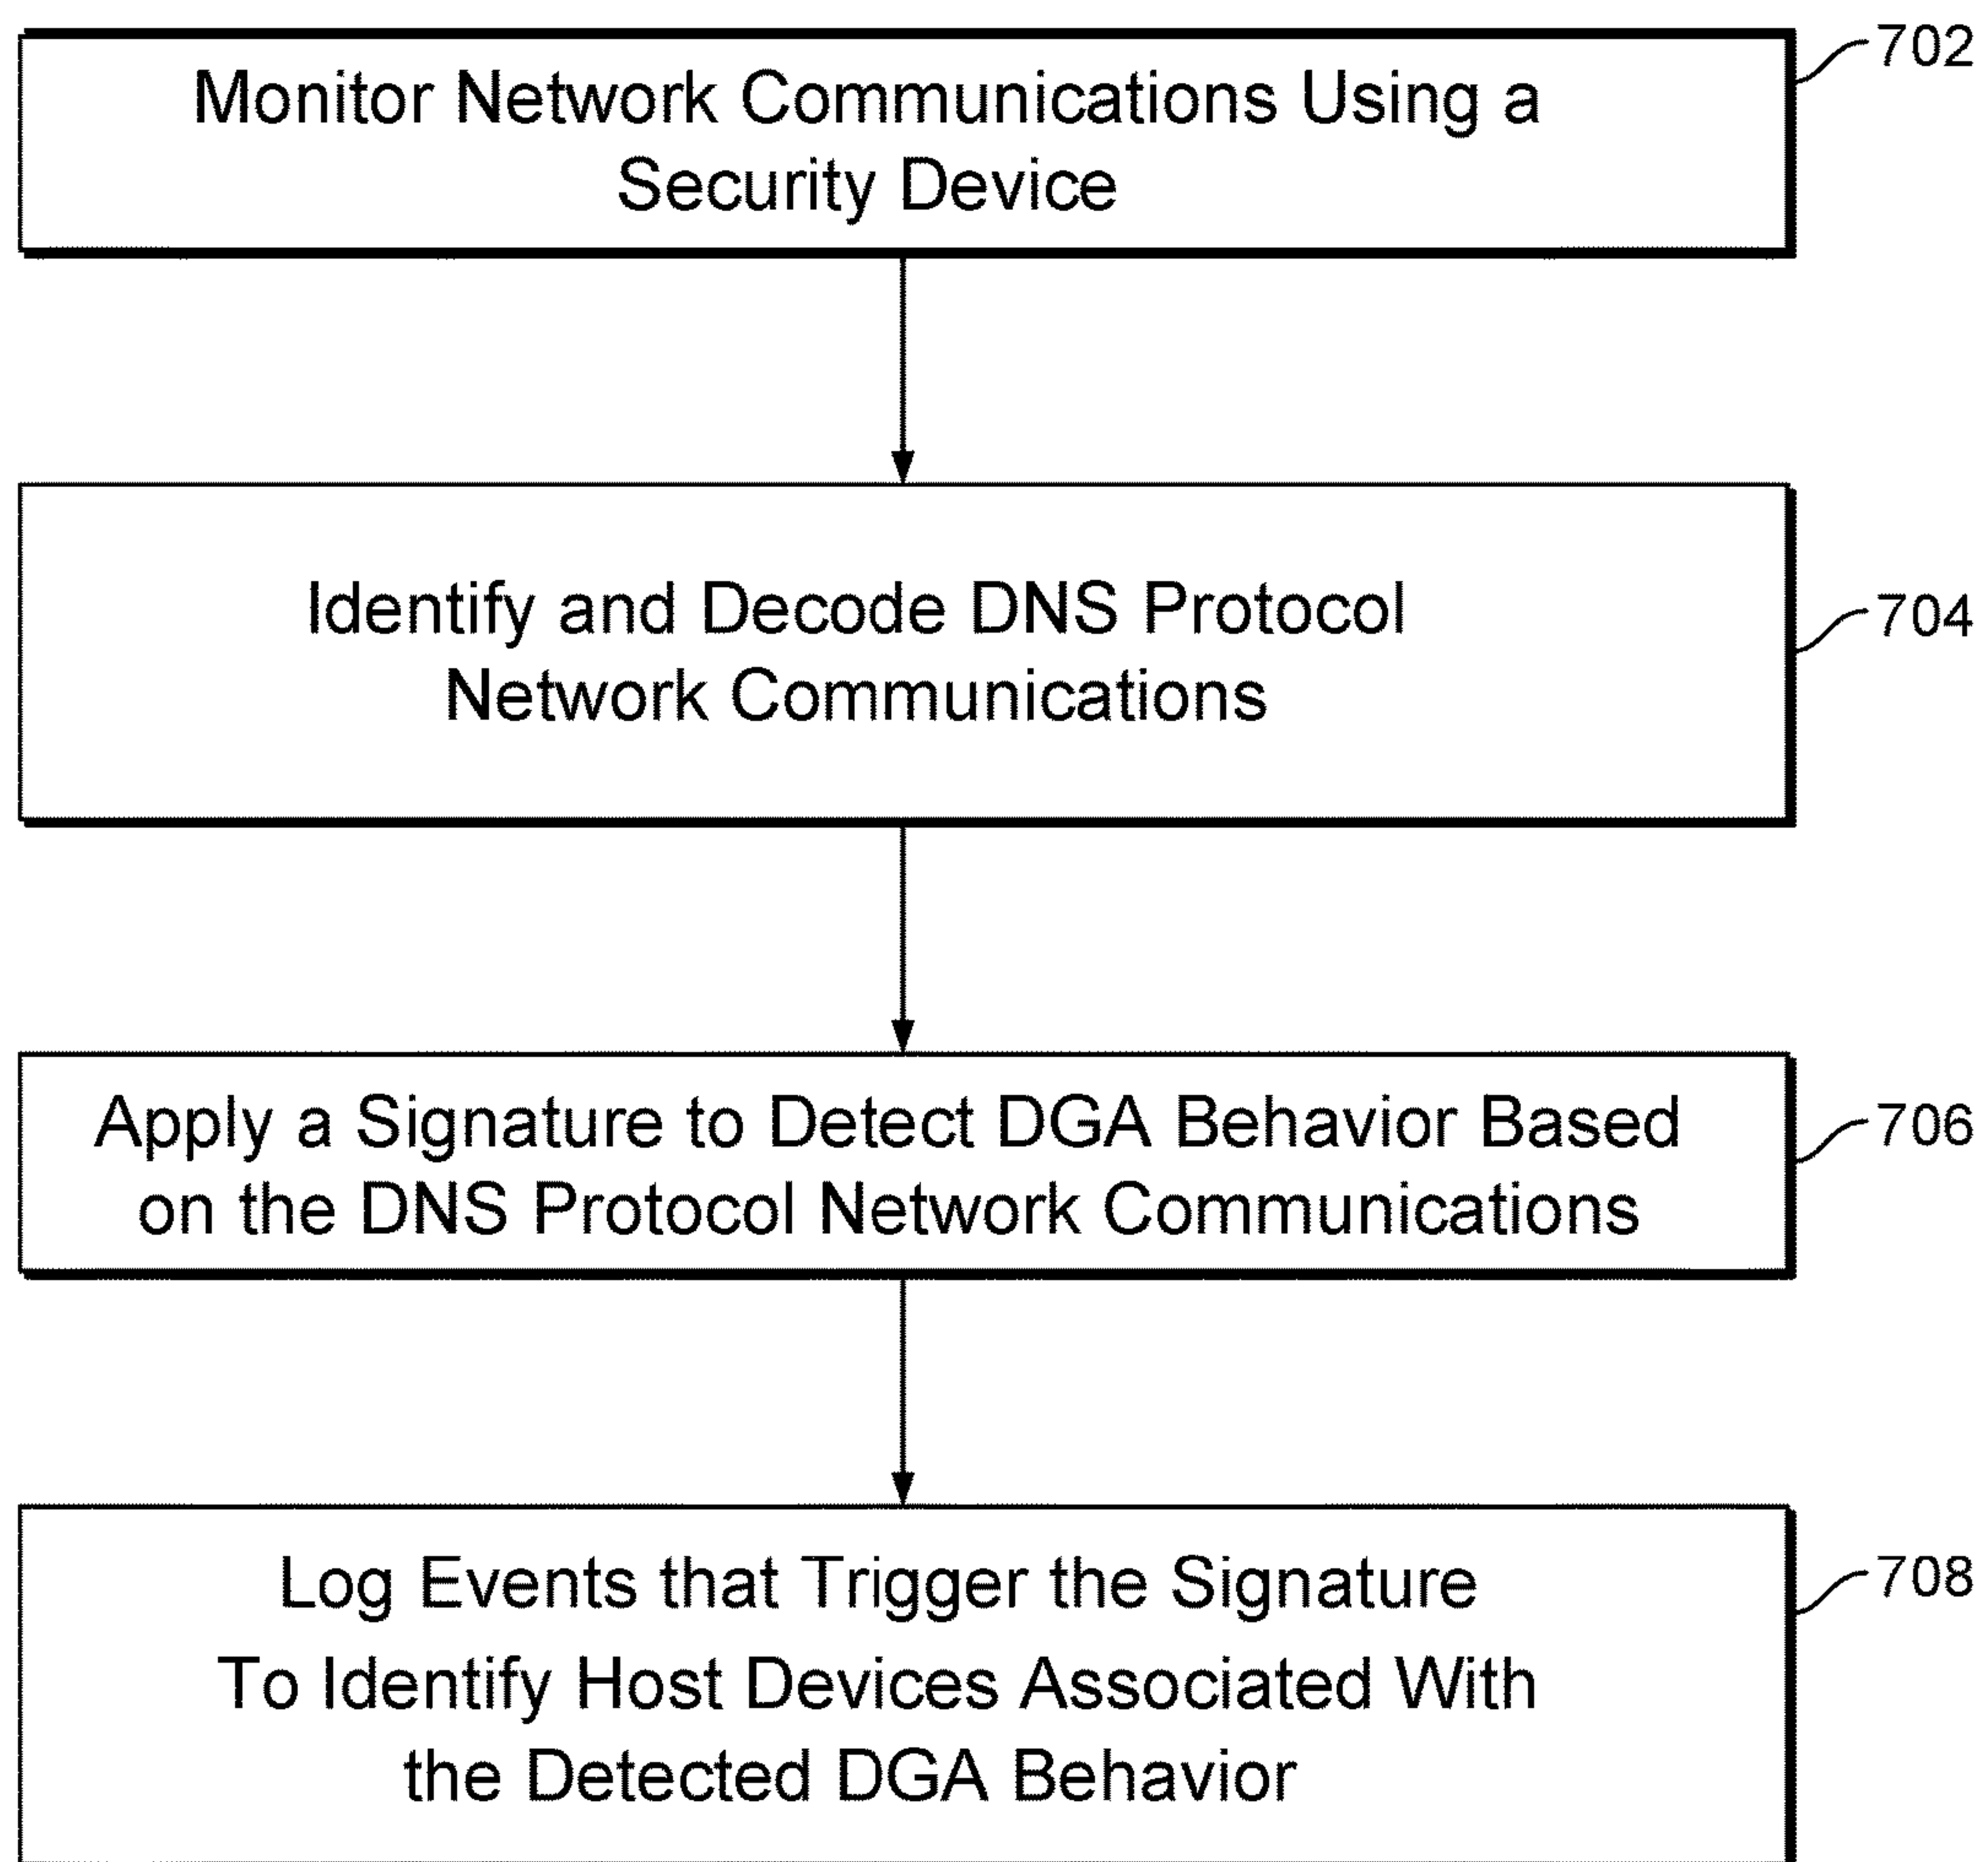 Monitor Network Communications Using a
Security Device
702
Identify and Decode DNS Protocol
Network Communications
704
Apply a Signature to Detect DGA Behavior Based
on the DNS Protocol Network Communications
706
Log Events that Trigger the Signature
To Identify Host Devices Associated With
the Detected DGA Behavior
708